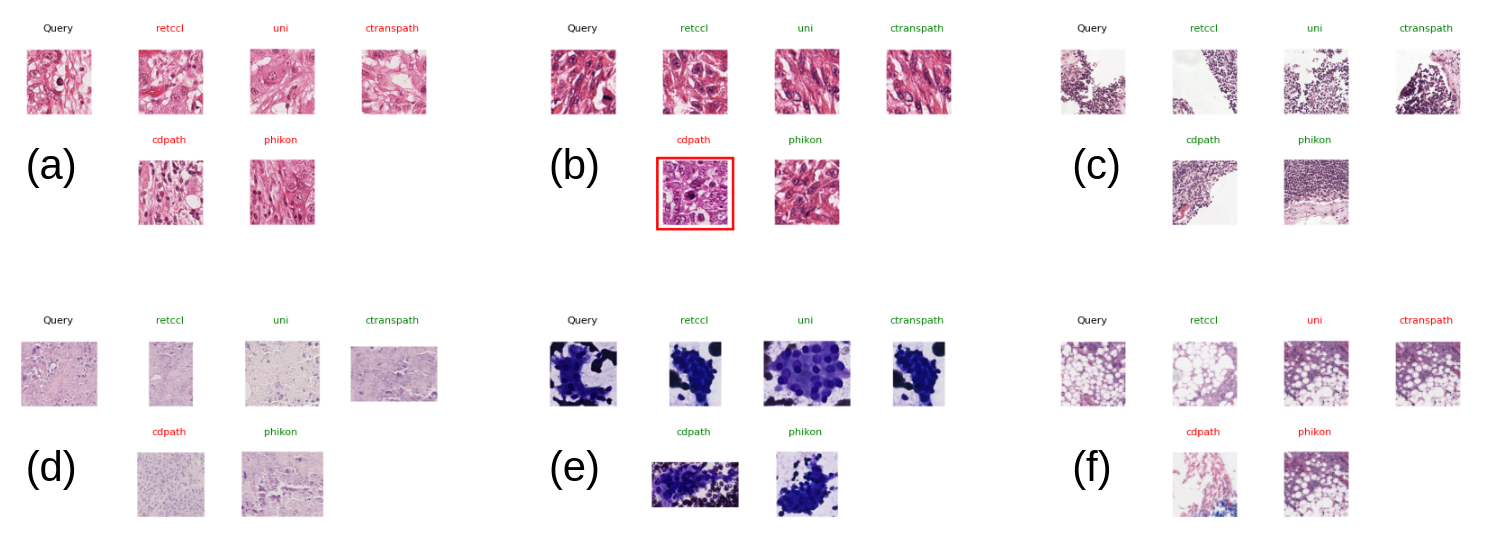 Query retccl uni ctranspath
cdpath phikon
(a)
Query retccl uni ctranspath
cdpath phikon
(b)
Query retccl uni ctranspath
cdpath phikon
(c)
Query retccl uni ctranspath
cdpath phikon
(d)
Query retccl uni ctranspath
cdpath phikon
(e)
Query retccl uni ctranspath
cdpath phikon
(f)